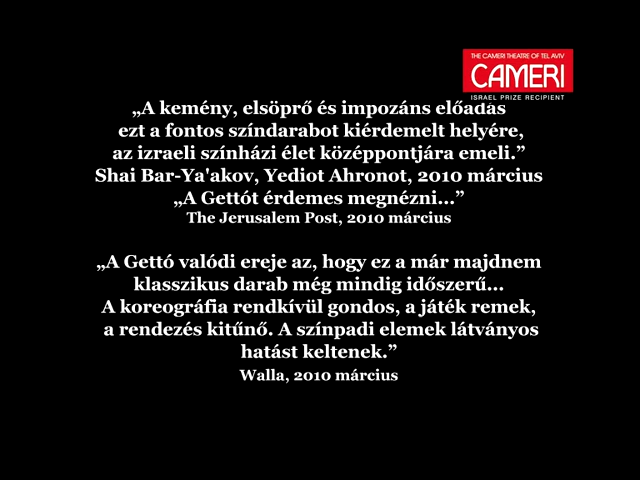 THE CAMERI THEATRE OF TEL AVIV
CAMERI
ISRAEL PRIZE RECIPIENT
„A kemény, elsöprő és impozáns előadás
ezt a fontos színdarabot kiérdemelt helyére,
az izraeli színházi élet középpontjára emeli.”
Shai Bar-Ya'akov, Yediot Ahronot, 2010 március
„A Gettót érdemes megnézni...”
The Jerusalem Post, 2010 március
„A Gettó valódi ereje az, hogy ez a már majdnem
klasszikus darab még mindig időszerű...
A koreográfia rendkívül gondos, a játék remek,
a rendezés kitűnő. A színpadi elemek látványos
hatást keltenek.”
Walla, 2010 március